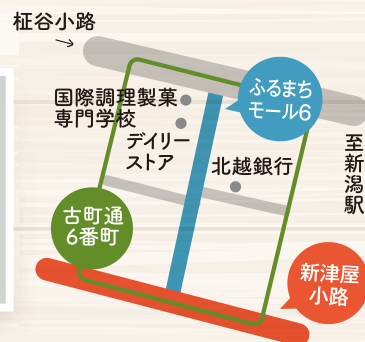 柾谷小路
→
ふるまち
モール6
国際調理製菓
専門学校
デイリー
ストア
北越銀行
至新潟駅
古町通
6番町
新津屋
小路